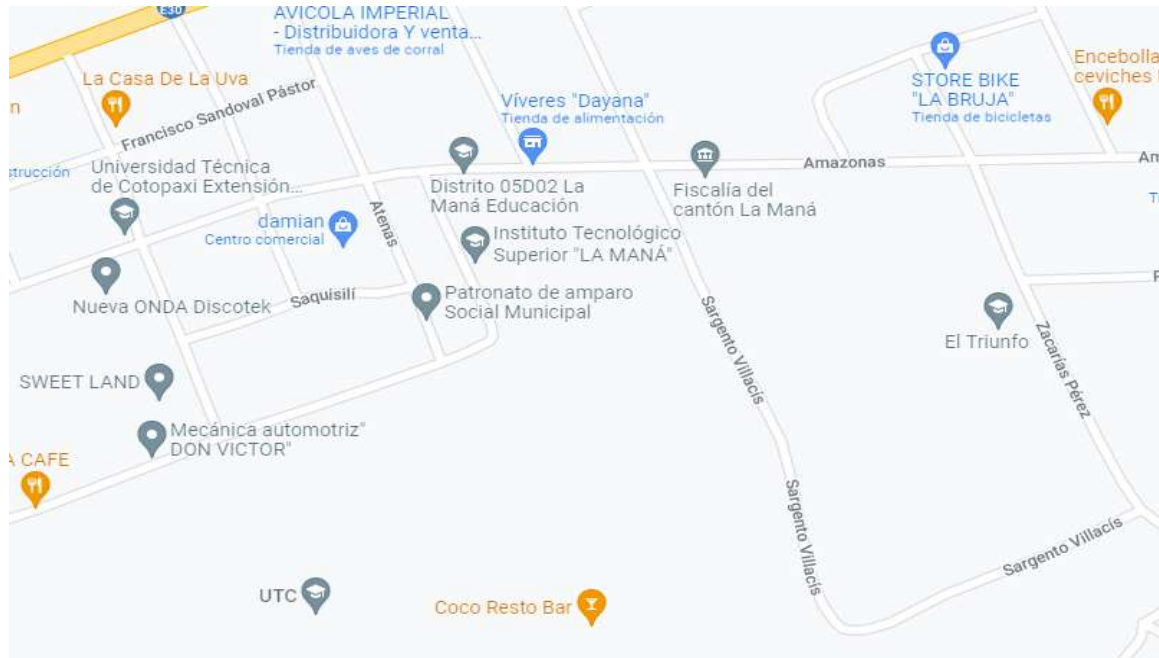 E30
AVICOLA IMPERIAL
- Distribuidora Y venta...
Tienda de aves de corral
La Casa De La Uva
n
Francisco Sandoval Pástor
Víveres "Dayana"
Tienda de alimentación
STORE BIKE
"LA BRUJA"
Tienda de bicicletas
Encebolla
ceviches
strucción
Universidad Técnica
de Cotopaxi Extensión...
Distrito 05D02 La
Maná Educación
Fiscalía del
cantón La Maná
Amazonas
Am
T
damian
Centro comercial
Atenas
Instituto Tecnológico
Superior "LA MANÁ"
Nueva ONDA Discotek
Saquisilí
Patronato de amparo
Social Municipal
Sargento Villacís
El Triunfo
Zacarías Pérez
SWEET LAND
Mecánica automotriz"
DON VICTOR"
A CAFE
Sargento Villacís
Sargento Villacís
UTC
Coco Resto Bar